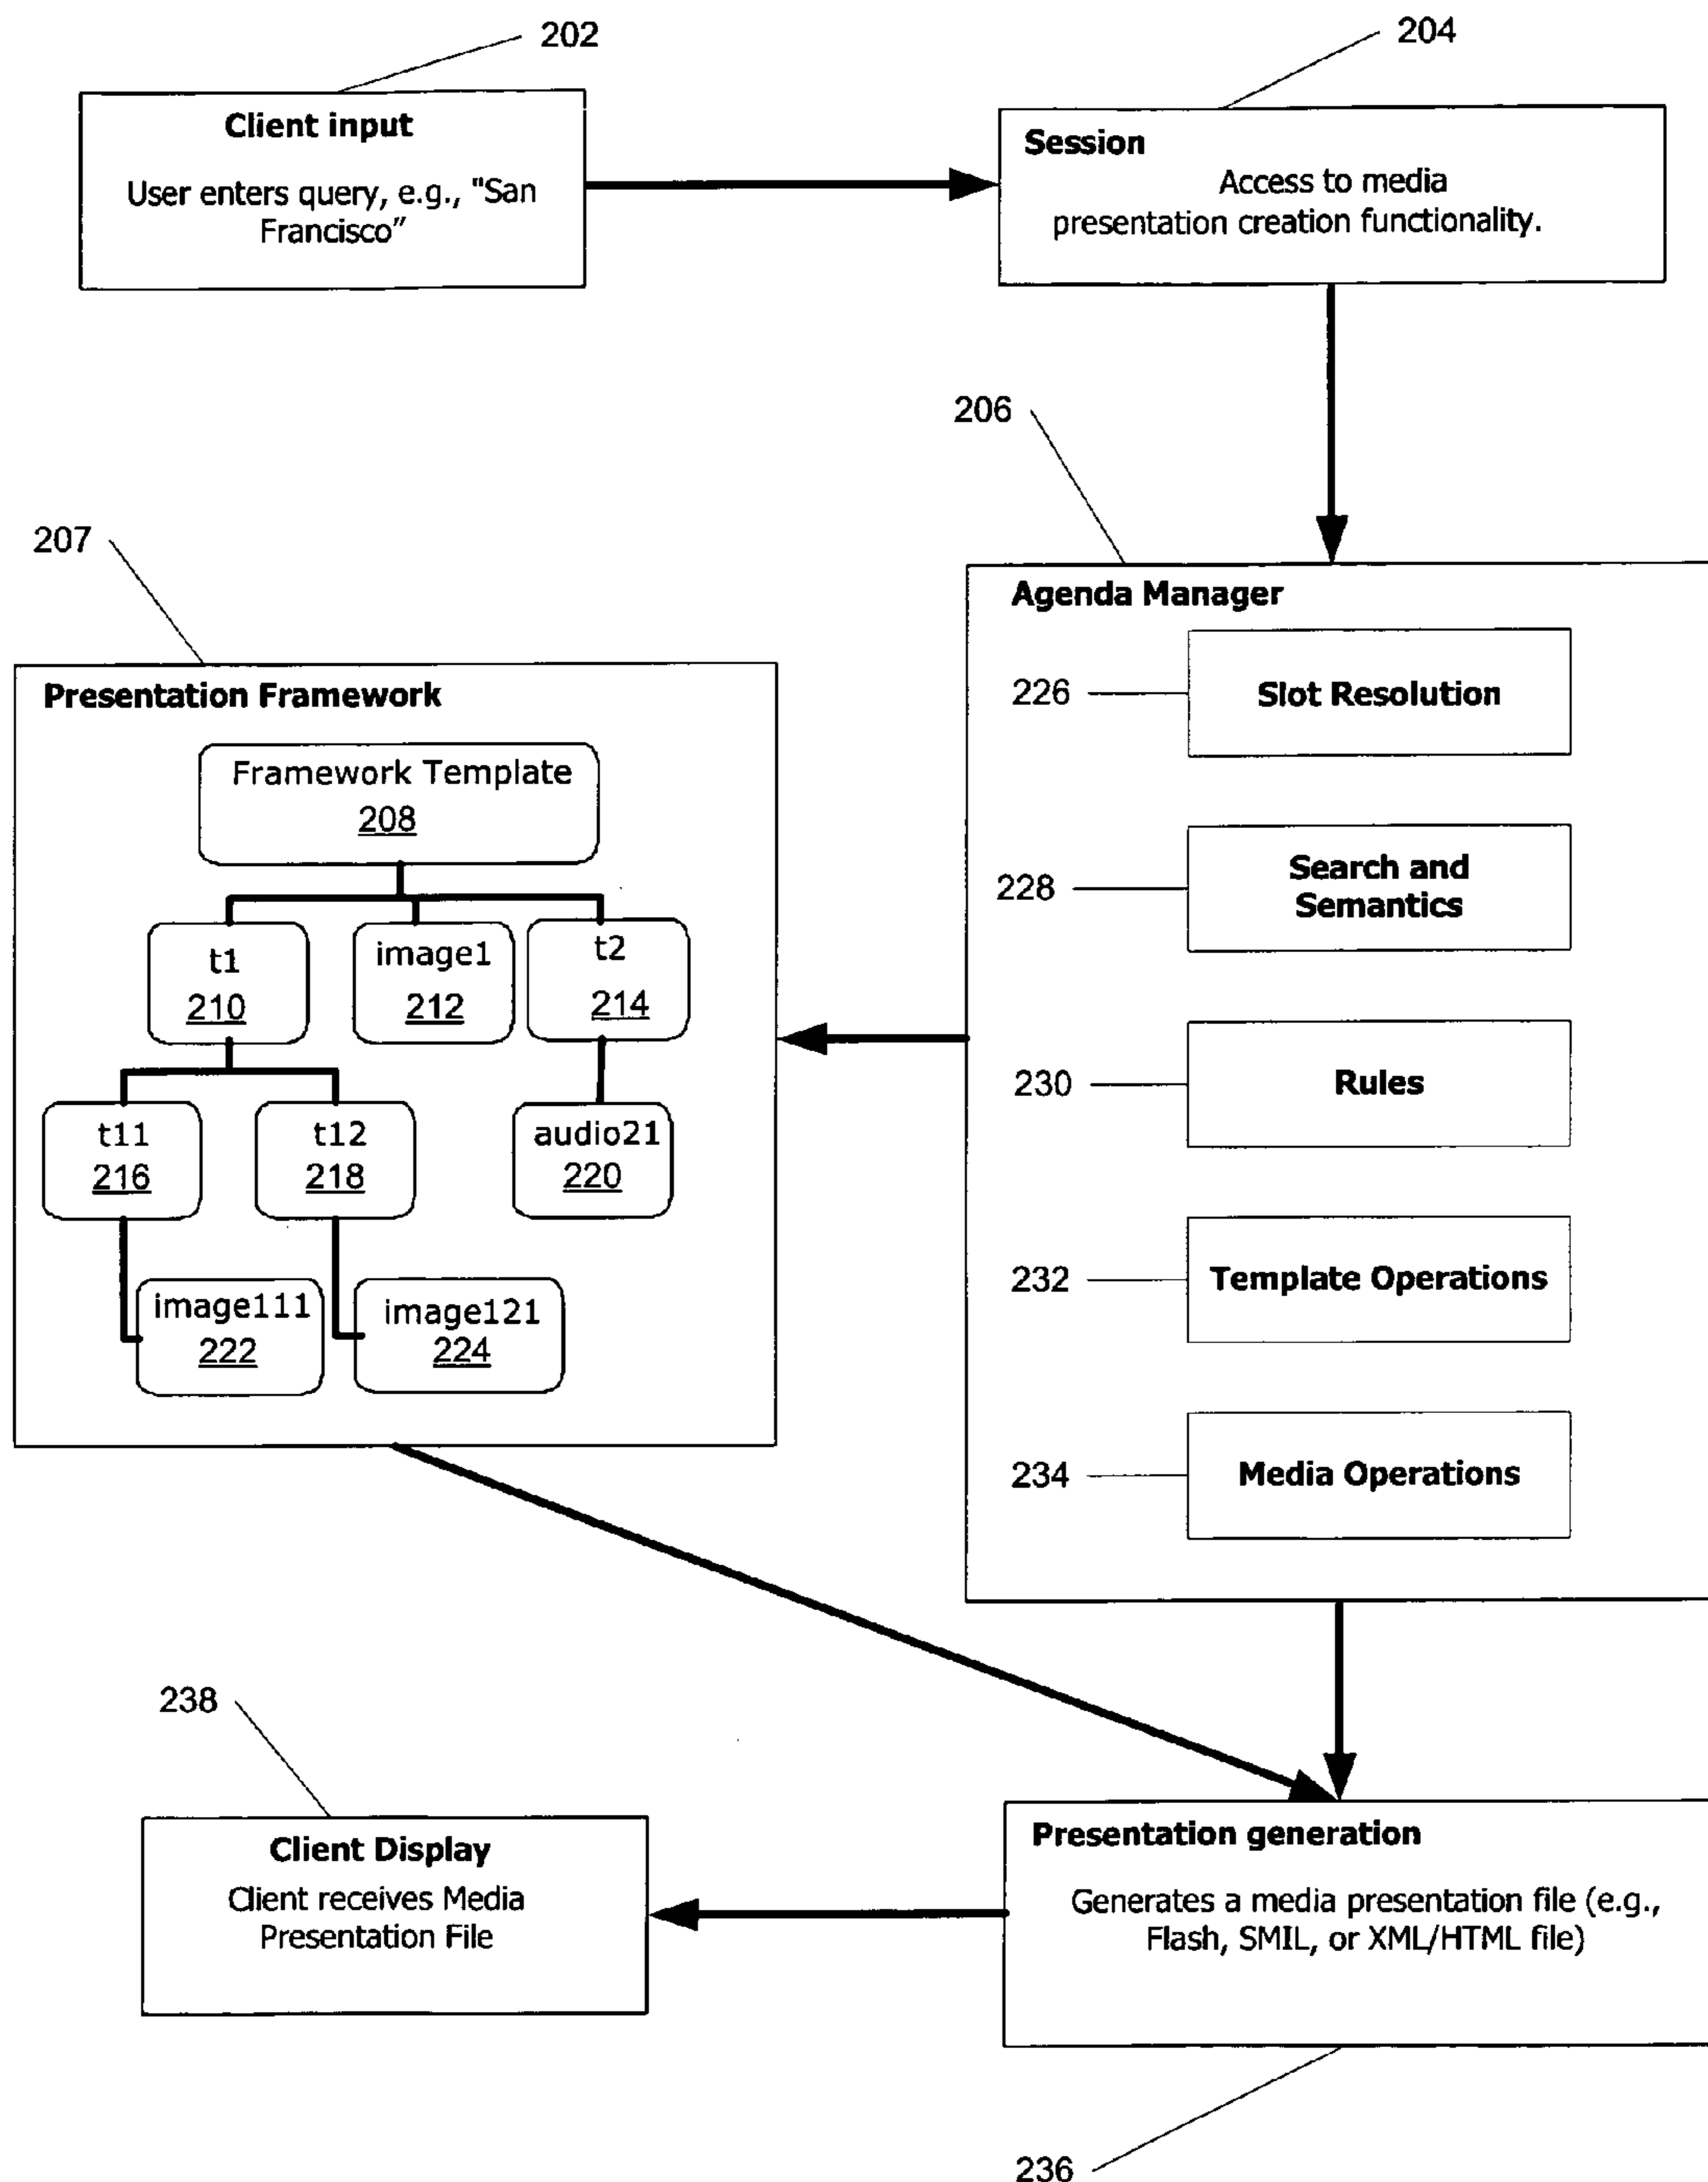 202
204
Client input
User enters query, e.g., "San
Francisco"
Session
Access to media
presentation creation functionality.
206
207
Agenda Manager
226
Slot Resolution
228
Search and
Semantics
230
Rules
232
Template Operations
234
Media Operations
Presentation Framework
Framework Template
208
t1
210
image1
212
t2
214
t11
216
t12
218
audio21
220
image111
222
image121
224
238
Client Display
Client receives Media
Presentation File
Presentation generation
Generates a media presentation file (e.g.,
Flash, SMIL, or XML/HTML file)
236